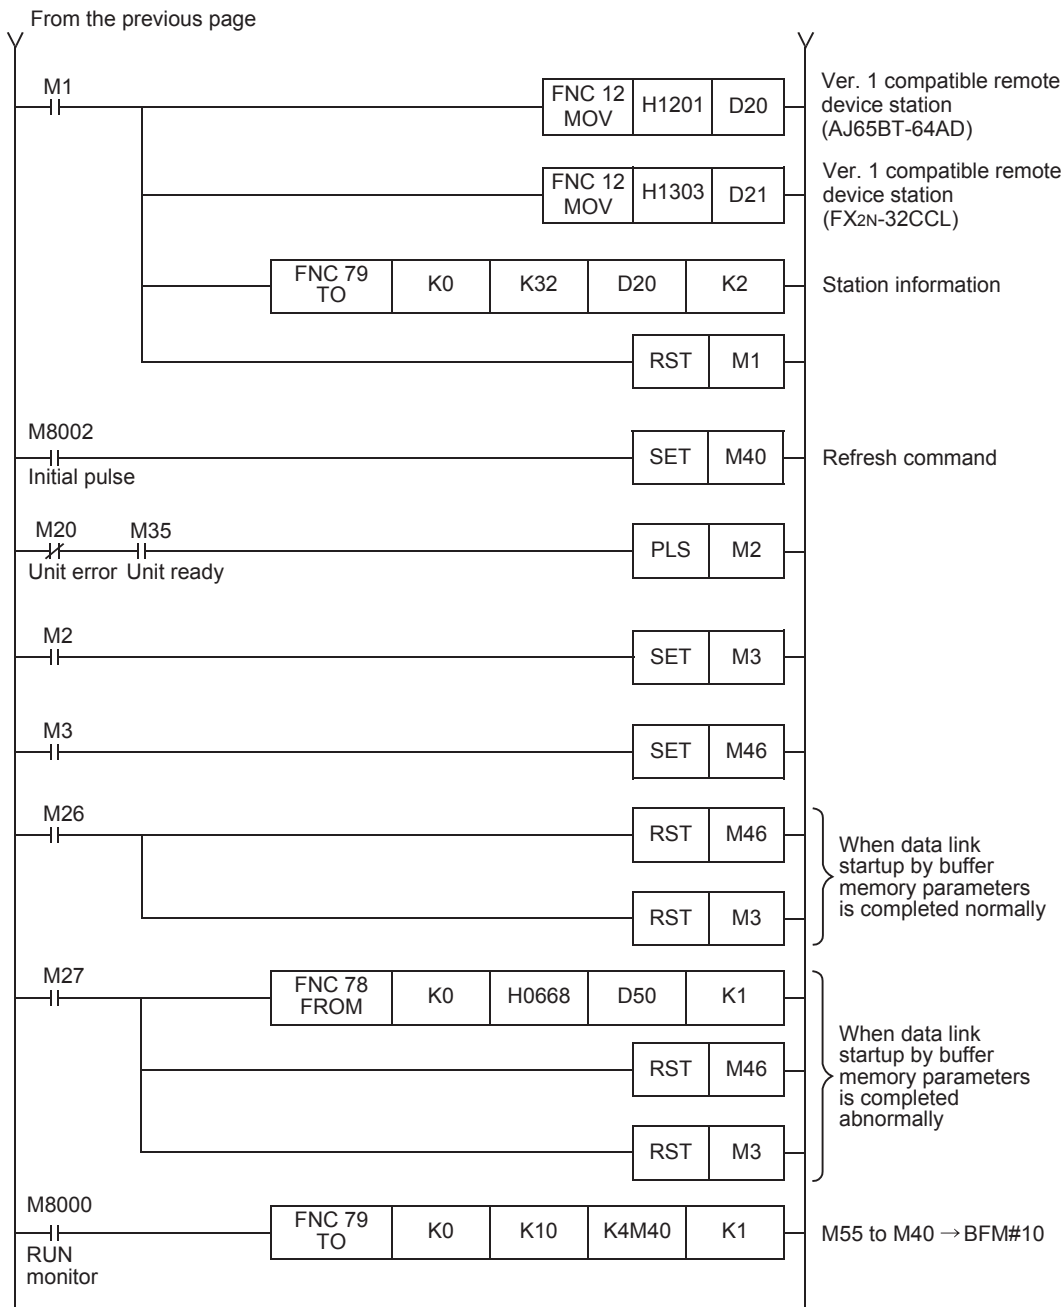 From the previous page
M1
FNC 12
MOV
H1201
D20
Ver. 1 compatible remote
device station
(AJ65BT-64AD)
FNC 12
MOV
H1303
D21
Ver. 1 compatible remote
device station
(FX2N-32CCL)
FNC 79
TO
K0
K32
D20
K2
Station information
RST
M1
M8002
Initial pulse
SET
M40
Refresh command
M20
Unit error
M35
Unit ready
PLS
M2
M2
SET
M3
M3
SET
M46
M26
RST
M46
RST
M3
When data link
startup by buffer
memory parameters
is completed normally
M27
FNC 78
FROM
K0
H0668
D50
K1
RST
M46
RST
M3
When data link
startup by buffer
memory parameters
is completed
abnormally
M8000
RUN
monitor
FNC 79
TO
K0
K10
K4M40
K1
M55 to M40 → BFM#10